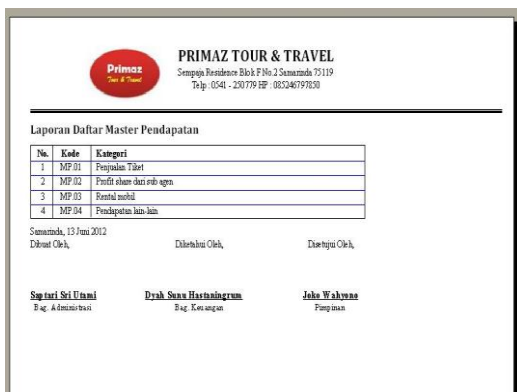 Primaz
Tour & Travel
PRIMAZ TOUR & TRAVEL
Sempaja Residence Blok F No.2 Samarinda 75119
Telp : 0541 - 250779 HP : 085246797850
Laporan Daftar Master Pendapatan
No. Kode Kategori
1 MP.01 Penjualan Tiket
2 MP.02 Profit share dari sub agen
3 MP.03 Rental mobil
4 MP.04 Pendapatan lain-lain
Samarinda, 13 Juni 2012
Dibuat Oleh, Diketahui Oleh, Disetujui Oleh,
Saptari Sri Utami Dyah Sunu Hastaningrum Joko Wahyono
Bag. Administrasi Bag. Keuangan Pimpinan